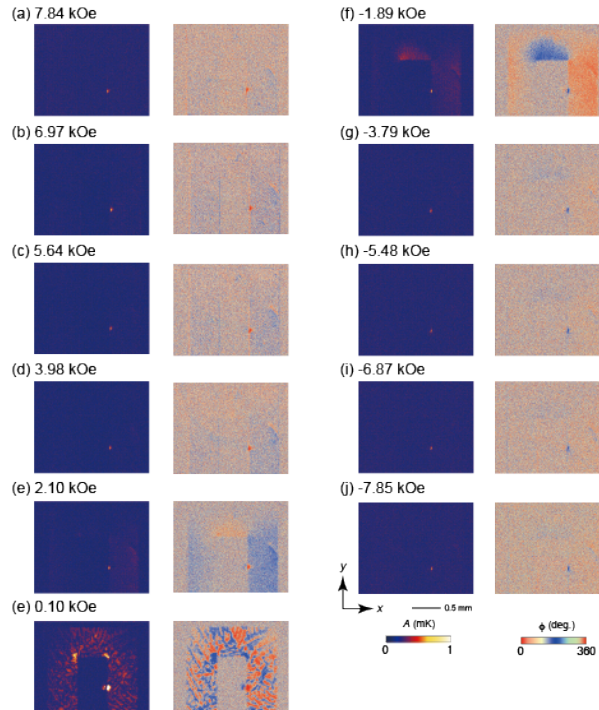 (a) 7.84 kOe
(b) 6.97 kOe
(c) 5.64 kOe
(d) 3.98 kOe
(e) 2.10 kOe
(e) 0.10 kOe
(f) -1.89 kOe
(g) -3.79 kOe
(h) -5.48 kOe
(i) -6.87 kOe
(j) -7.85 kOe
y
x
0.5 mm
A (mK)
0 1
ϕ (deg.)
0 360